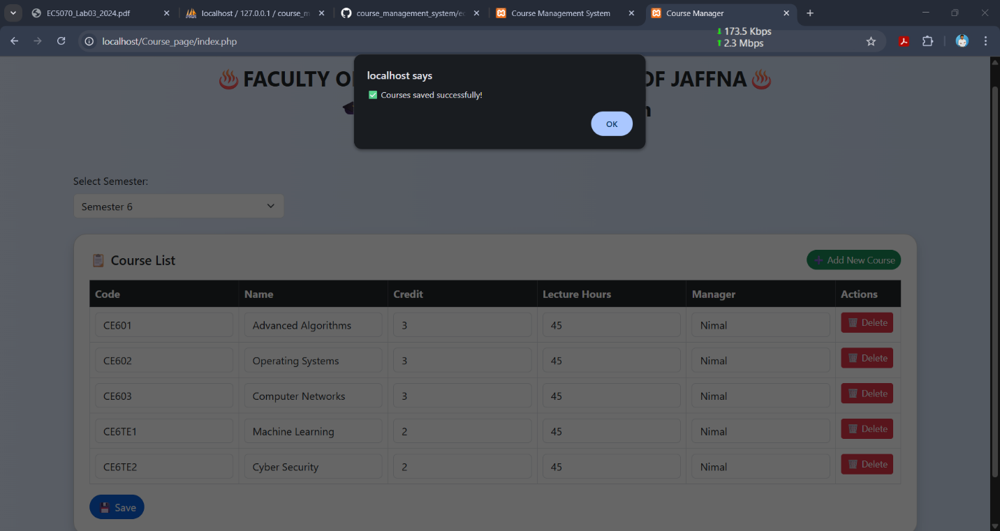 EC5070_Lab03_2024.pdf
localhost / 127.0.0.1 / course_m
course_management_system/ec
Course Management System
Course Manager
localhost/Course_page/index.php
173.5 Kbps
2.3 Mbps
FACULTY O OF JAFFNA
localhost says
✅ Courses saved successfully!
OK
Select Semester:
Semester 6
Course List
Add New Course
Code Name Credit Lecture Hours Manager Actions
CE601 Advanced Algorithms 3 45 Nimal Delete
CE602 Operating Systems 3 45 Nimal Delete
CE603 Computer Networks 3 45 Nimal Delete
CE6TE1 Machine Learning 2 45 Nimal Delete
CE6TE2 Cyber Security 2 45 Nimal Delete
Save